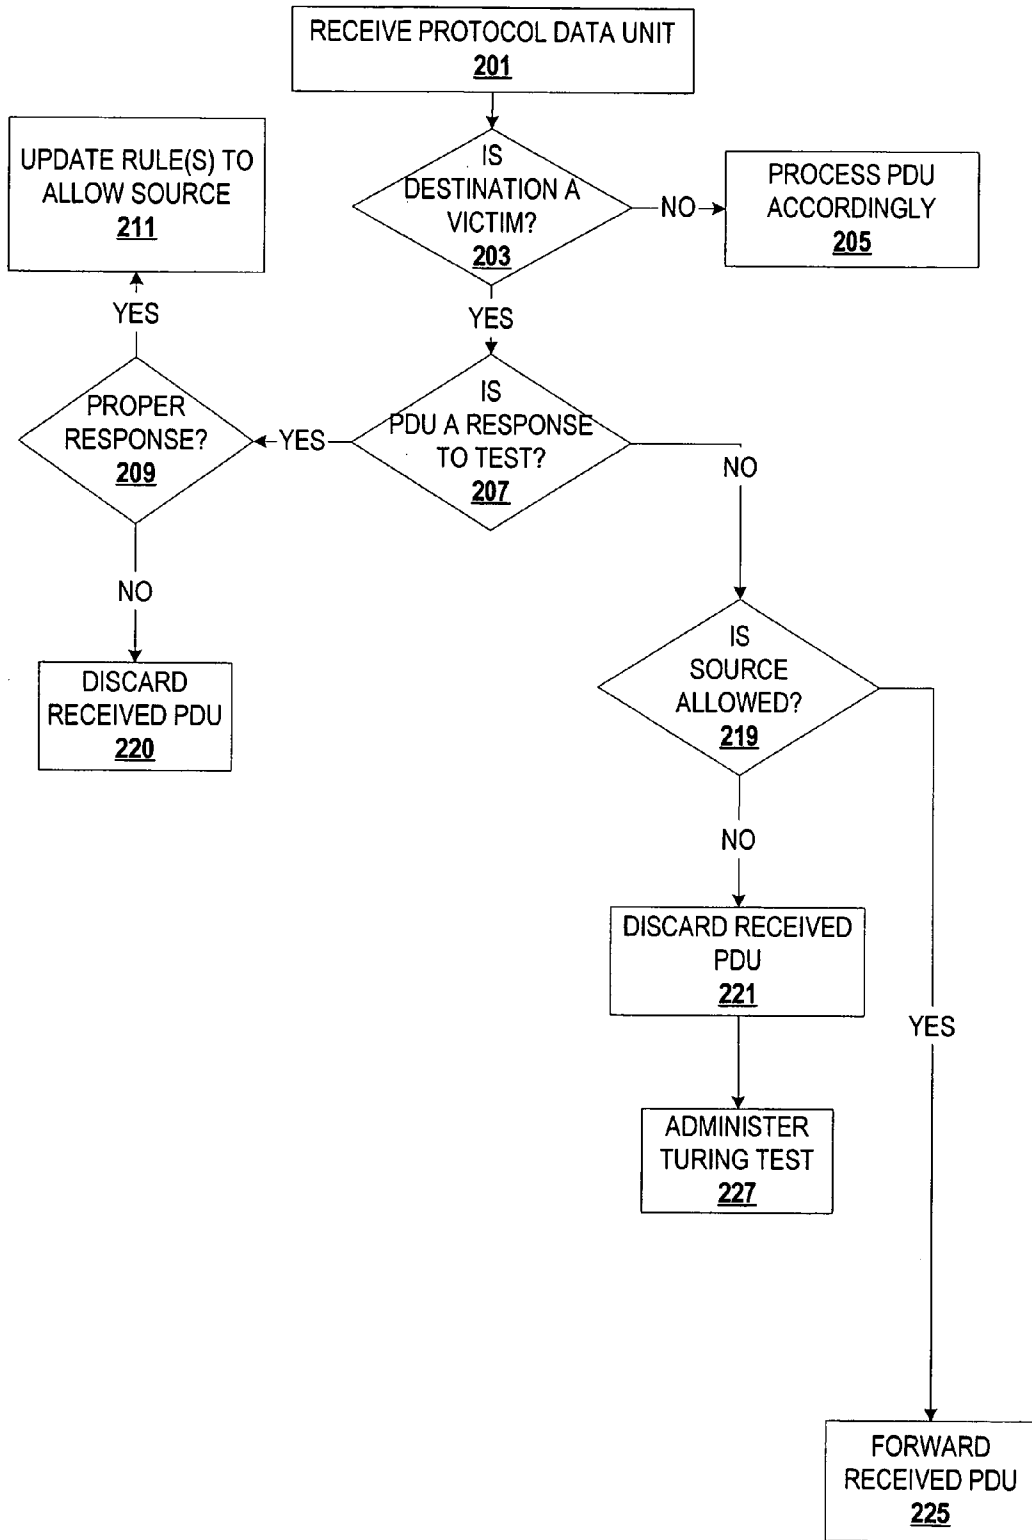 RECEIVE PROTOCOL DATA UNIT
201
IS
DESTINATION A
VICTIM?
203
NO
PROCESS PDU
ACCORDINGLY
205
UPDATE RULE(S) TO
ALLOW SOURCE
211
YES
YES
IS
PDU A RESPONSE
TO TEST?
207
YES
PROPER
RESPONSE?
209
NO
NO
DISCARD
RECEIVED PDU
220
IS
SOURCE
ALLOWED?
219
NO
DISCARD RECEIVED
PDU
221
YES
ADMINISTER
TURING TEST
227
FORWARD
RECEIVED PDU
225